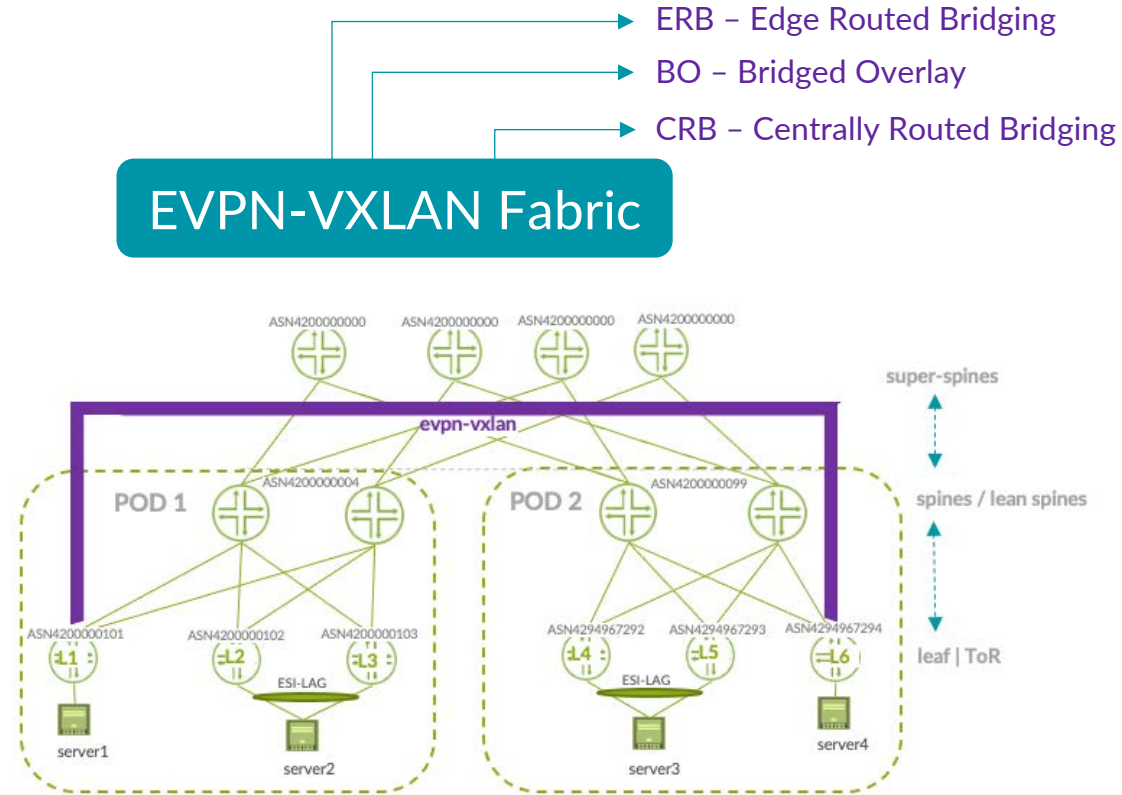 ERB – Edge Routed Bridging
BO – Bridged Overlay
CRB – Centrally Routed Bridging
EVPN-VXLAN Fabric
ASN4200000000
ASN4200000000
ASN4200000000
ASN4200000000
super-spines
evpn-vxlan
POD 1
ASN4200000004
POD 2
ASN4200000099
spines / lean spines
ASN4200000101
ASN4200000102
ASN4200000103
ASN4294967292
ASN4294967293
ASN4294967294
L1
L2
L3
L4
L5
L6
leaf | ToR
ESI-LAG
ESI-LAG
server1
server2
server3
server4